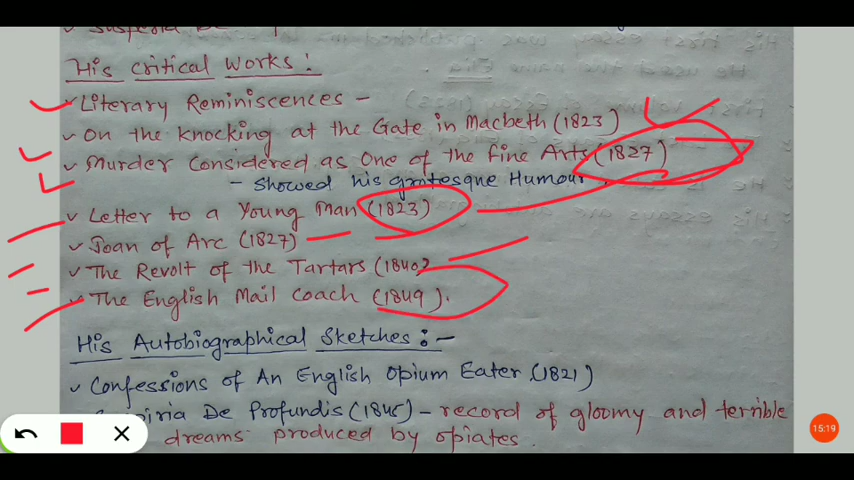 His Critical Works!
✓ Literary Reminiscences -
✓ On the knocking at the Gate in Macbeth (1823)
✓ Murder Considered as One of the fine Arts (1827)
- showed his grotesque Humour.
✓ Letter to a Young Man (1823)
✓ Joan of Arc (1827)
✓ The Revolt of the Tartars (1840)
✓ The English Mail Coach (1849).
His Autobiographical Sketches :-
✓ Confessions of An English Opium Eater (1821)
De Profundis (1845) - record of gloomy and terrible
dreams produced by opiates.
15:19